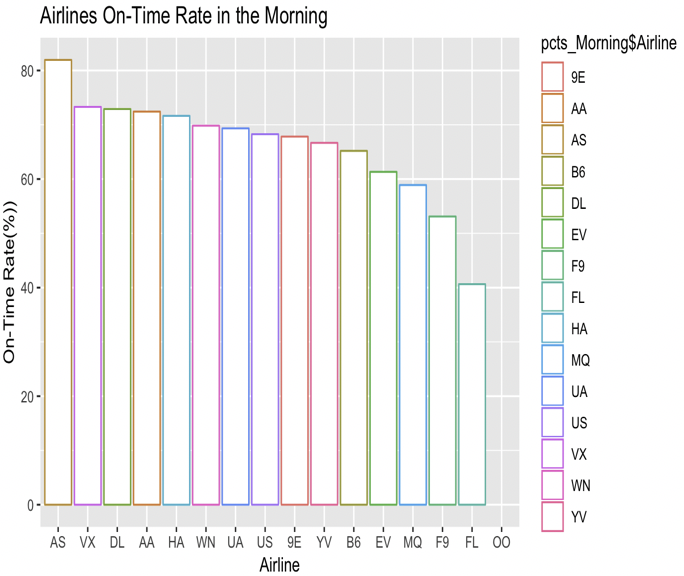 Airlines On-Time Rate in the Morning
On-Time Rate(%))
80
60
40
20
0
AS VX DL AA HA WN UA US 9E YV B6 EV MQ F9 FL OO
Airline
pcts_Morning$Airline
9E
AA
AS
B6
DL
EV
F9
FL
HA
MQ
UA
US
VX
WN
YV